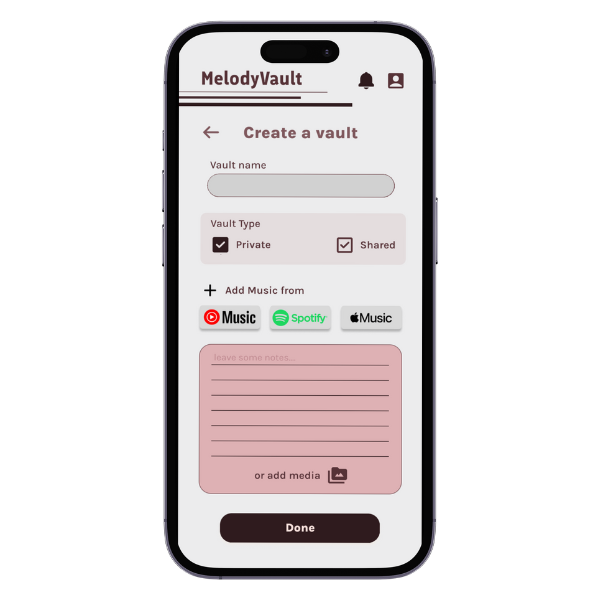 MelodyVault
Create a vault
Vault name
Vault Type
Private
Shared
Add Music from
Music
Spotify
Music
leave some notes...
or add media
Done